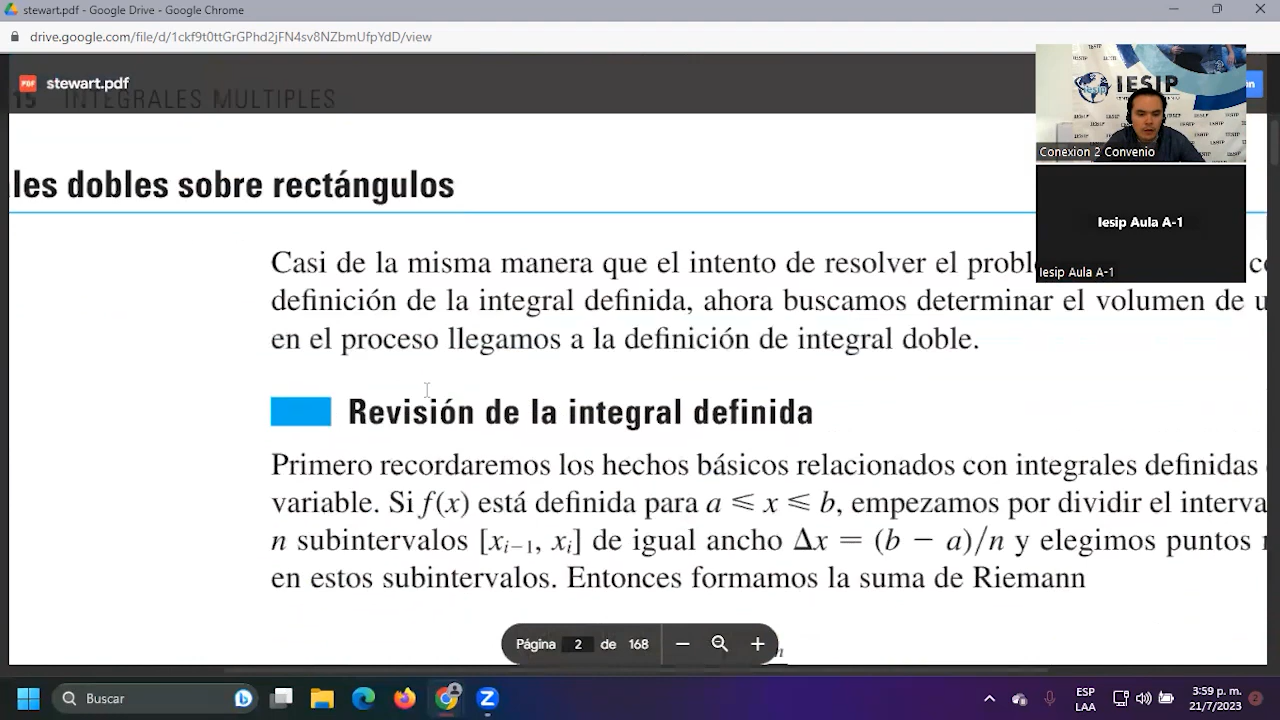 stewart.pdf - Google Drive - Google Chrome
drive.google.com/file/d/1ckf9t0ttGrGPhd2jFN4sv8NZbmUfpYdD/view
stewart.pdf
15 INTEGRALES MULTIPLES
IESIP
Conexion 2 Convenio
Iesip Aula A-1
Iesip Aula A-1
les dobles sobre rectángulos
Casi de la misma manera que el intento de resolver el probl
definición de la integral definida, ahora buscamos determinar el volumen de u
en el proceso llegamos a la definición de integral doble.
Revisión de la integral definida
Primero recordaremos los hechos básicos relacionados con integrales definidas
variable. Si f(x) está definida para a ⩽ x ⩽ b, empezamos por dividir el interva
n subintervalos [xᵢ₋₁, xᵢ] de igual ancho Δx = (b − a)/n y elegimos puntos
en estos subintervalos. Entonces formamos la suma de Riemann
Página 2 de 168
n
Buscar
ESP
LAA
3:59 p. m.
21/7/2023
2